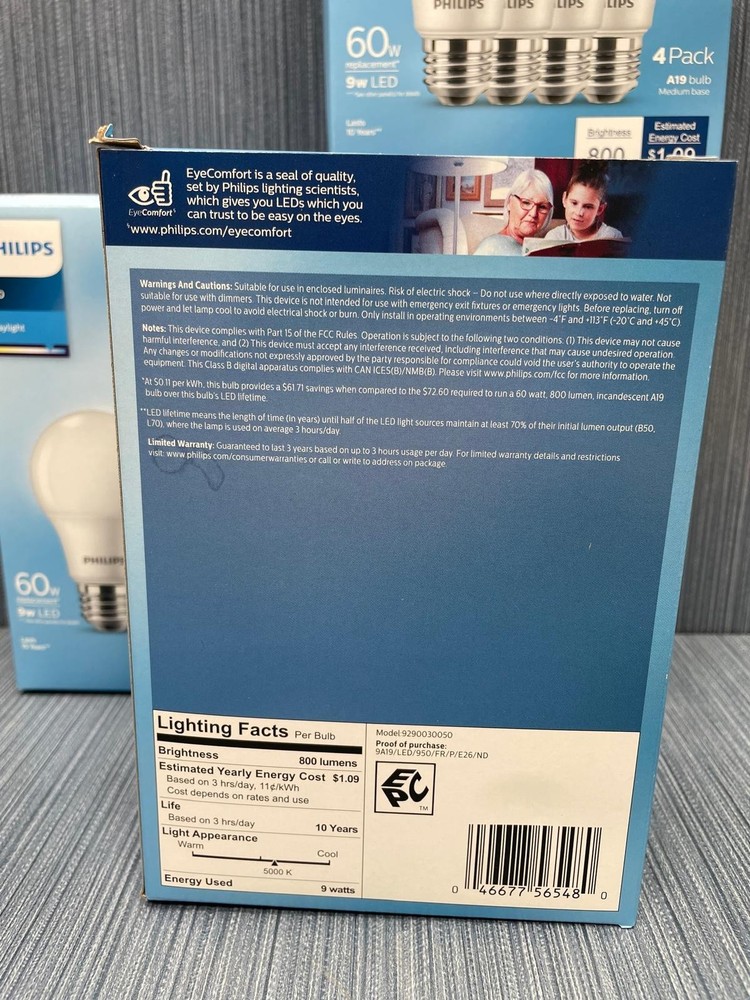 PHILIPS
LIPS
LIPS
LIPS
60w
replacement*
9w LED
4 Pack
A19 bulb
Medium base
Lasts
10 Years**
Brightness
800
Estimated
Energy Cost
$1.09
EyeComfort
EyeComfort is a seal of quality,
set by Philips lighting scientists,
which gives you LEDs which you
can trust to be easy on the eyes.
www.philips.com/eyecomfort
HILIPS
aylight
PHILIPS
60w
replacement*
9w LED
Lasts
10 Years**
Warnings And Cautions: Suitable for use in enclosed luminaires. Risk of electric shock – Do not use where directly exposed to water. Not
suitable for use with dimmers. This device is not intended for use with emergency exit fixtures or emergency lights. Before replacing, turn off
power and let lamp cool to avoid electrical shock or burn. Only install in operating environments between -4°F and +113°F (-20°C and +45°C).
Notes: This device complies with Part 15 of the FCC Rules. Operation is subject to the following two conditions: (1) This device may not cause
harmful interference, and (2) This device must accept any interference received, including interference that may cause undesired operation.
Any changes or modifications not expressly approved by the party responsible for compliance could void the user's authority to operate the
equipment. This Class B digital apparatus complies with CAN ICES(B)/NMB(B). Please visit www.philips.com/fcc for more information.
*At $0.11 per kWh, this bulb provides a $61.71 savings when compared to the $72.60 required to run a 60 watt, 800 lumen, incandescent A19
bulb over this bulb's LED lifetime.
**LED lifetime means the length of time (in years) until half of the LED light sources maintain at least 70% of their initial lumen output (B50,
L70), where the lamp is used on average 3 hours/day.
Limited Warranty: Guaranteed to last 3 years based on up to 3 hours usage per day. For limited warranty details and restrictions
visit: www.philips.com/consumerwarranties or call or write to address on package.
Lighting Facts Per Bulb
Brightness 800 lumens
Estimated Yearly Energy Cost $1.09
Based on 3 hrs/day, 11¢/kWh
Cost depends on rates and use
Life
Based on 3 hrs/day 10 Years
Light Appearance
Warm Cool
5000 K
Energy Used 9 watts
Model:9290030050
Proof of purchase:
9A19/LED/950/FR/P/E26/ND
EPC
TM
0 46677 56548 0